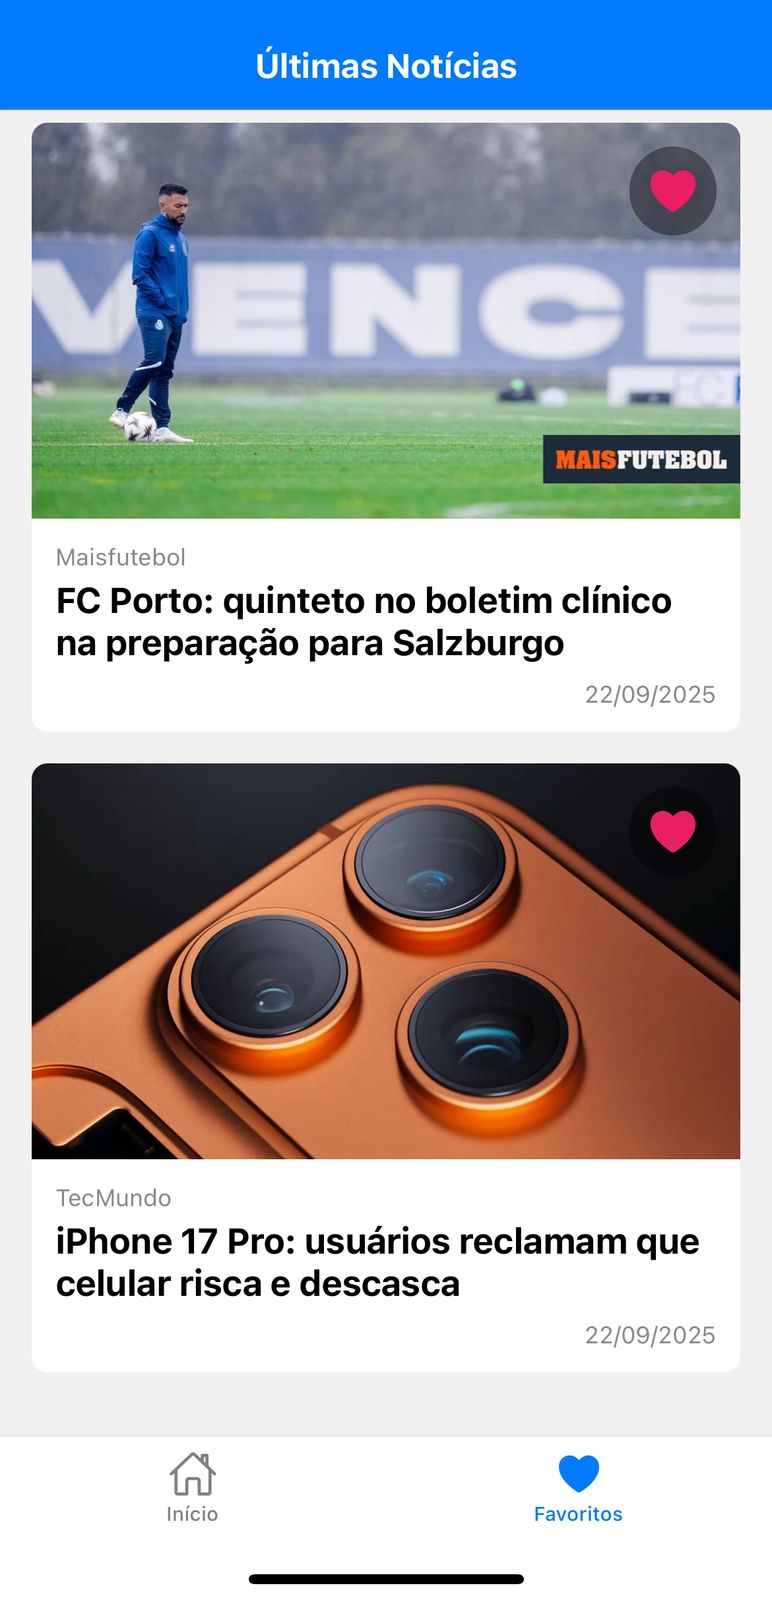 Últimas Notícias
VENCE
FC
MAISFUTEBOL
Maisfutebol
FC Porto: quinteto no boletim clínico
na preparação para Salzburgo
22/09/2025
TecMundo
iPhone 17 Pro: usuários reclamam que
celular risca e descasca
22/09/2025
Início
Favoritos